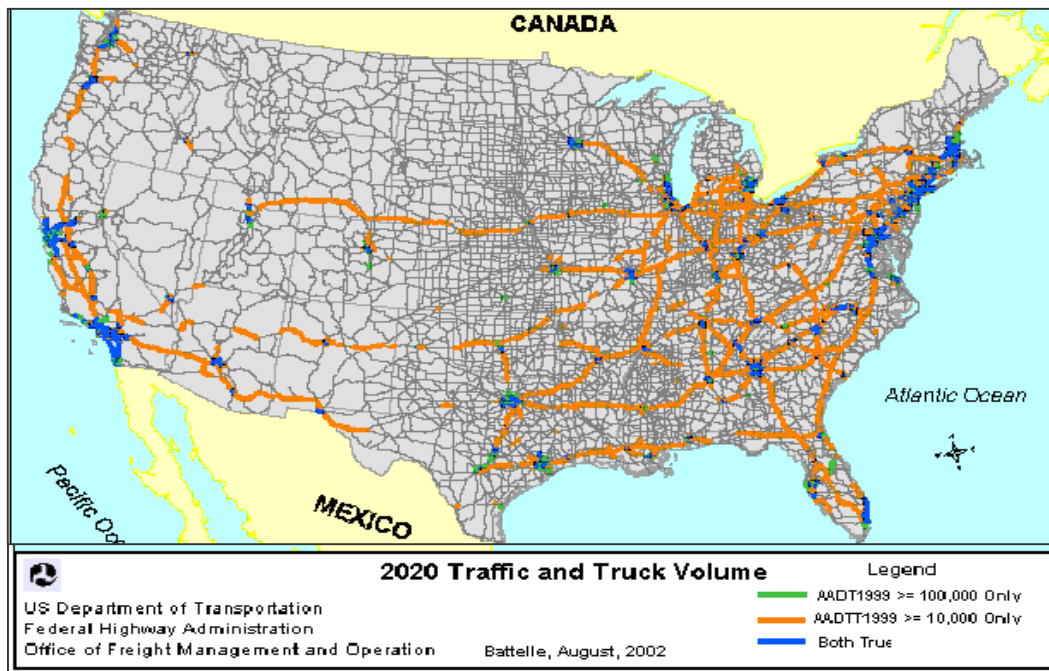 CANADA
Atlantic Ocean
Pacific Oc
MEXICO
2020 Traffic and Truck Volume
Legend
AADT1999 >= 100,000 Only
US Department of Transportation
AADTT1999 >= 10,000 Only
Federal Highway Administration
Both True
Office of Freight Management and Operation
Battelle, August, 2002